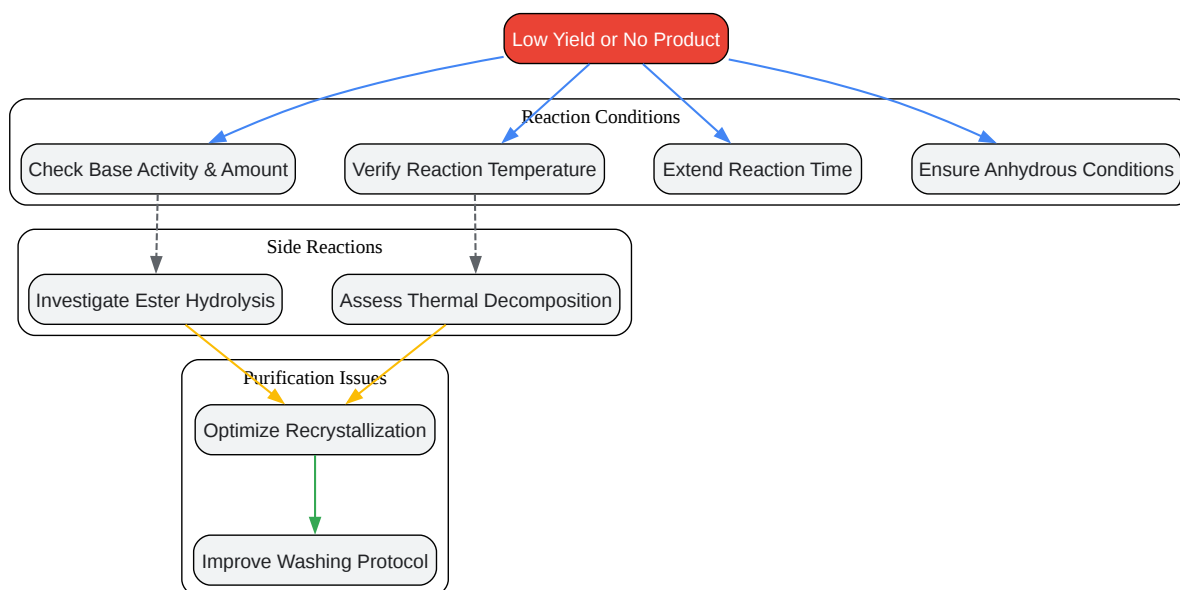 Low Yield or No Product
Reaction Conditions
Check Base Activity & Amount
Verify Reaction Temperature
Extend Reaction Time
Ensure Anhydrous Conditions
Side Reactions
Investigate Ester Hydrolysis
Assess Thermal Decomposition
Purification Issues
Optimize Recrystallization
Improve Washing Protocol